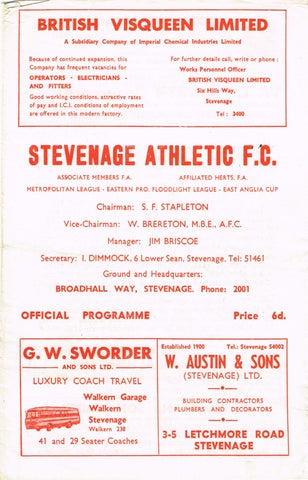 BRITISH VISQUEEN LIMITED
A Subsidiary Company of Imperial Chemical Industries Limited
Because of continued expansion, this
Company has frequent vacancies for
OPERATORS - ELECTRICIANS -
AND FITTERS
Good working conditions, attractive rates
of pay and I.C.I. conditions of employment
are offered in this modern factory.
For further details call, write or phone :
Works Personnel Officer
BRITISH VISQUEEN LIMITED
Six Hills Way,
Stevenage
Tel : 3400
STEVENAGE ATHLETIC F.C.
ASSOCIATE MEMBERS F.A. AFFILIATED HERTS. F.A.
METROPOLITAN LEAGUE - EASTERN PRO. FLOODLIGHT LEAGUE - EAST ANGLIA CUP
Chairman: S. F. STAPLETON
Vice-Chairman: W. BRERETON, M.B.E., A.F.C.
Manager: JIM BRISCOE
Secretary: I. DIMMOCK, 6 Lower Sean, Stevenage. Tel: 51461
Ground and Headquarters:
BROADHALL WAY, STEVENAGE. Phone: 2001
OFFICIAL PROGRAMME Price 6d.
G. W. SWORDER
AND SONS LTD.
LUXURY COACH TRAVEL
Walkern Garage
Walkern
Stevenage
Walkern 238
41 and 29 Seater Coaches
Established 1900 Tel.: Stevenage 54002
W. AUSTIN & SONS
(STEVENAGE) LTD.
BUILDING CONTRACTORS
PLUMBERS AND DECORATORS
3-5 LETCHMORE ROAD
STEVENAGE